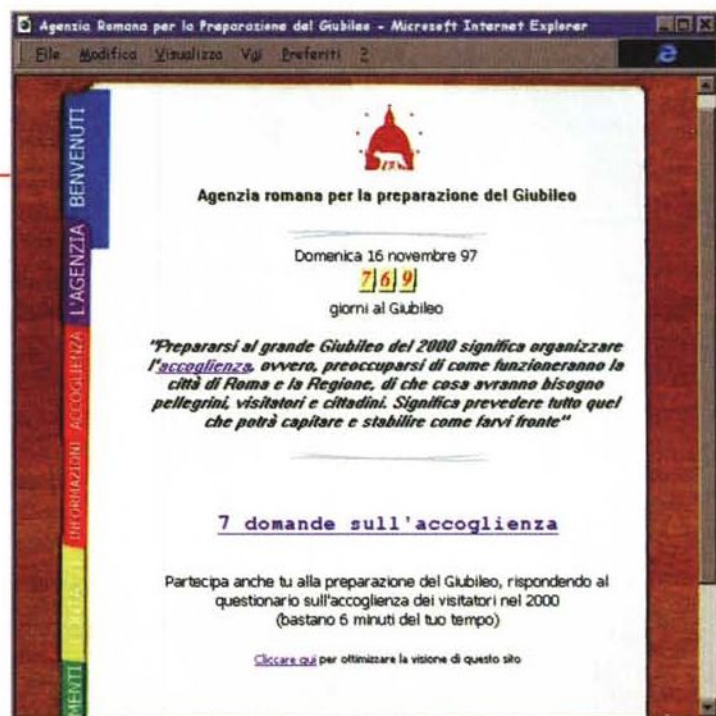 Agenzia Romana per la Preparazione del Giubileo - Microsoft Internet Explorer
File Modifica Visualizza Vai Preferiti ?
BENVENUTI
L'AGENZIA
ACCOGLIENZA
INFORMAZIONI
CONTATTI
MENTI
Agenzia romana per la preparazione del Giubileo
Domenica 16 novembre 97
769
giorni al Giubileo
"Prepararsi al grande Giubileo del 2000 significa organizzare
l'accoglienza, ovvero, preoccuparsi di come funzioneranno la
città di Roma e la Regione, di che cosa avranno bisogno
pellegrini, visitatori e cittadini. Significa prevedere tutto quel
che potrà capitare e stabilire come farvi fronte"
7 domande sull'accoglienza
Partecipa anche tu alla preparazione del Giubileo, rispondendo al
questionario sull'accoglienza dei visitatori nel 2000
(bastano 6 minuti del tuo tempo)
Cliccare qui per ottimizzare la visione di questo sito